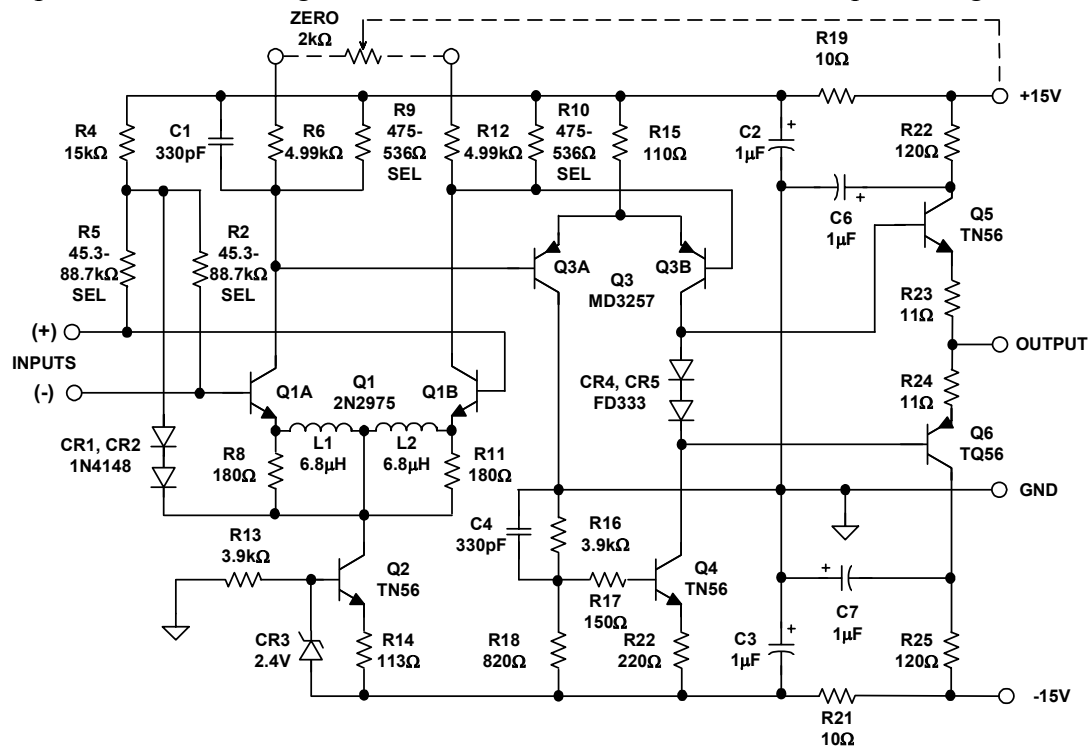 ZERO
2kΩ
R19
10Ω
+15V
R4
15kΩ
C1
330pF
R6
4.99kΩ
R9
475-
536Ω
SEL
R12
4.99kΩ
R10
475-
536Ω
SEL
R15
110Ω
C2
1μF
+
R22
120Ω
C6
1μF
+
Q5
TN56
R5
45.3-
88.7kΩ
SEL
R2
45.3-
88.7kΩ
SEL
Q3A
Q3
MD3257
Q3B
R23
11Ω
(+)
INPUTS
(-)
OUTPUT
Q1A
Q1
2N2975
Q1B
CR4, CR5
FD333
R24
11Ω
L1
6.8μH
L2
6.8μH
Q6
TQ56
CR1, CR2
1N4148
R8
180Ω
R11
180Ω
GND
C4
330pF
R16
3.9kΩ
R13
3.9kΩ
Q2
TN56
Q4
TN56
R17
150Ω
+
C7
1μF
CR3
2.4V
R14
113Ω
R18
820Ω
R22
220Ω
C3
1μF
+
R25
120Ω
R21
10Ω
-15V